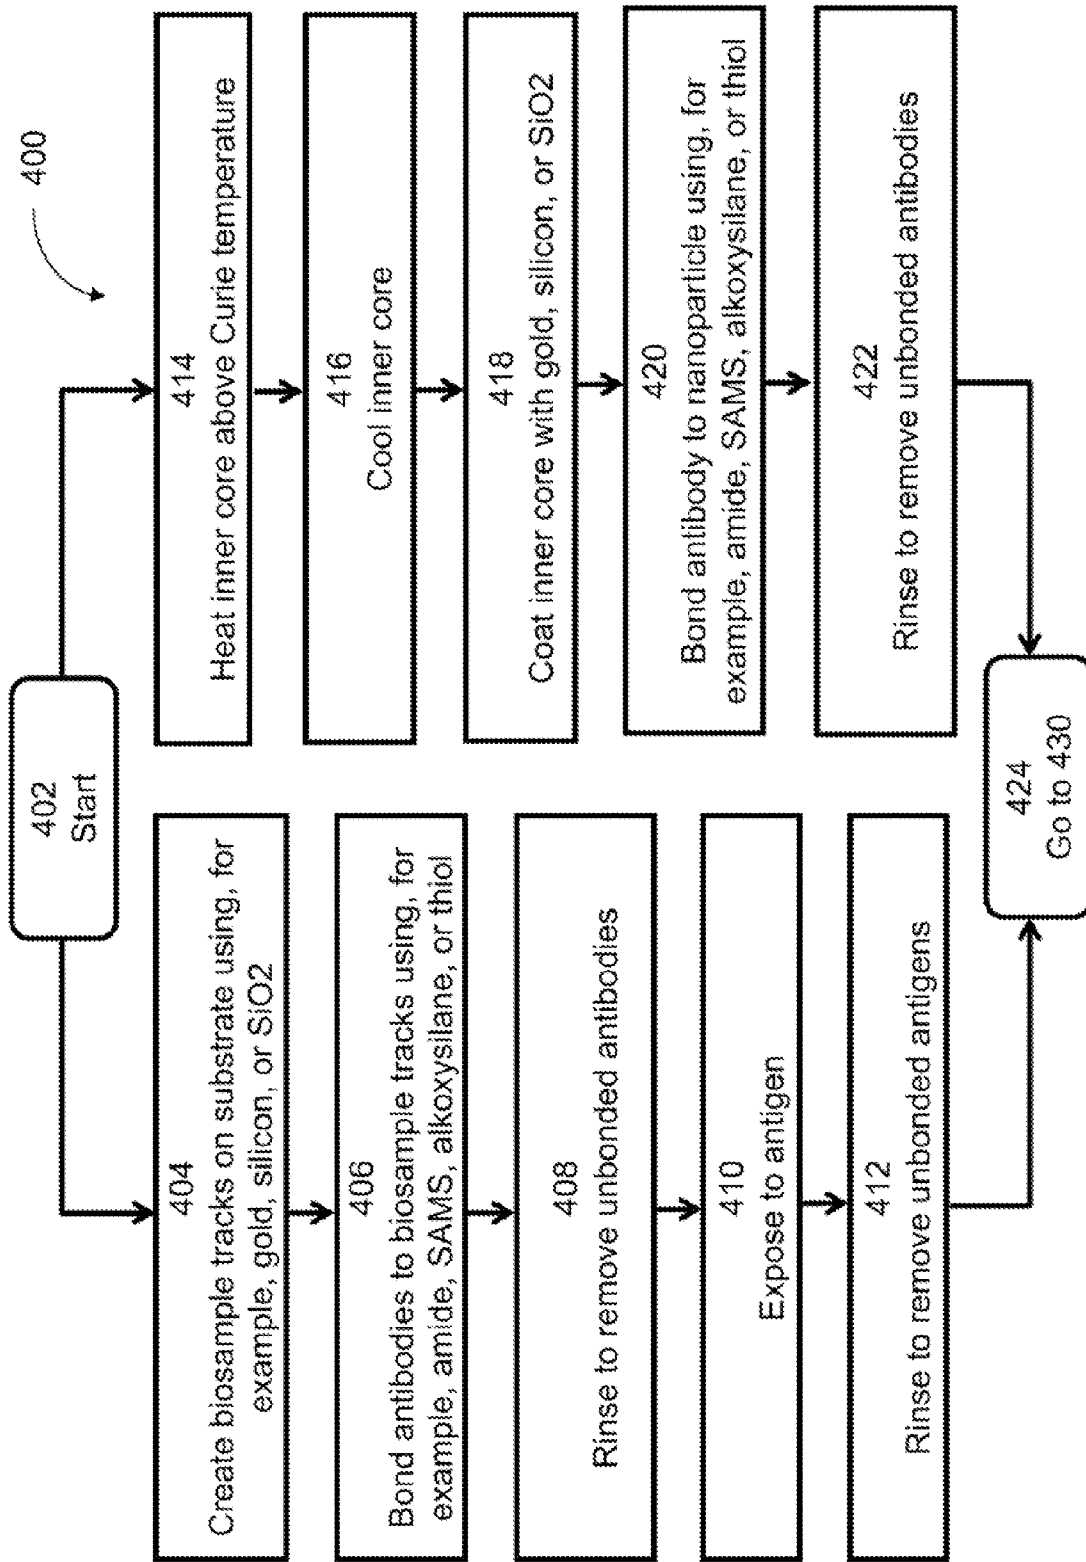 400
402
Start
404
Create biosample tracks on substrate using, for
example, gold, silicon, or SiO2
406
Bond antibodies to biosample tracks using, for
example, amide, SAMS, alkoxysilane, or thiol
408
Rinse to remove unbonded antibodies
410
Expose to antigen
412
Rinse to remove unbonded antigens
414
Heat inner core above Curie temperature
416
Cool inner core
418
Coat inner core with gold, silicon, or SiO2
420
Bond antibody to nanoparticle using, for
example, amide, SAMS, alkoxysilane, or thiol
422
Rinse to remove unbonded antibodies
424
Go to 430